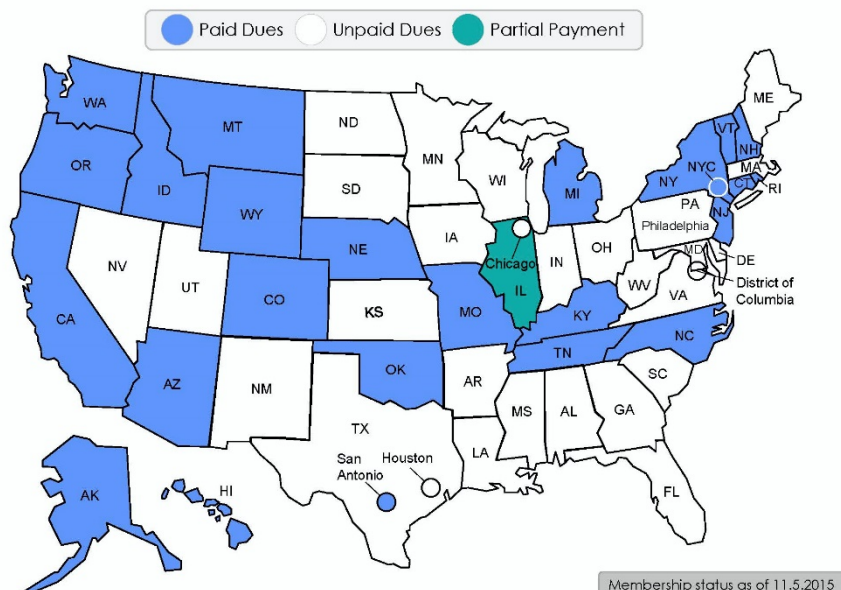 Paid Dues
Unpaid Dues
Partial Payment
WA
MT
ND
MN
ME
VT
NH
OR
ID
SD
WI
NYC
MA
NY
CT
RI
WY
MI
PA
NJ
Philadelphia
NE
IA
OH
MD
DE
NV
Chicago
IN
WV
District of
Columbia
UT
CO
IL
VA
CA
KS
MO
KY
NC
TN
AZ
OK
NM
AR
SC
MS
AL
GA
TX
LA
San
Antonio
Houston
HI
AK
FL
Membership status as of 11.5.2015